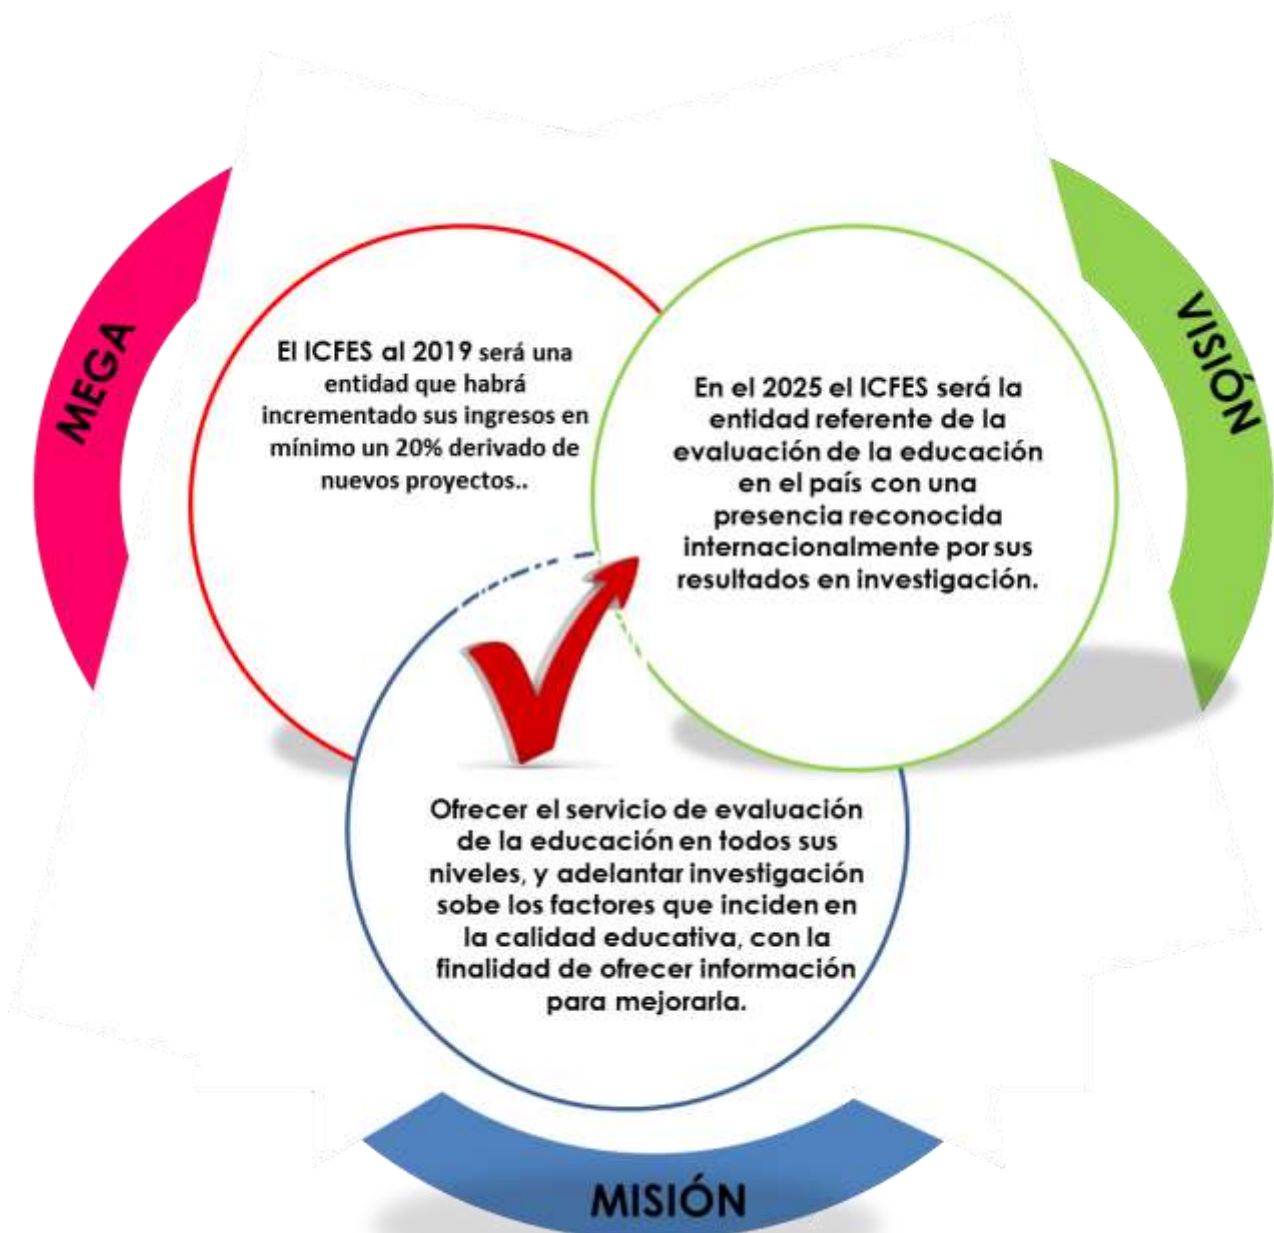 MEGA
El ICFES al 2019 será una
entidad que habrá
incrementado sus ingresos en
mínimo un 20% derivado de
nuevos proyectos..
VISIÓN
En el 2025 el ICFES será la
entidad referente de la
evaluación de la educación
en el país con una
presencia reconocida
internacionalmente por sus
resultados en investigación.
Ofrecer el servicio de evaluación
de la educación en todos sus
niveles, y adelantar investigación
sobe los factores que inciden en
la calidad educativa, con la
finalidad de ofrecer información
para mejorarla.
MISIÓN